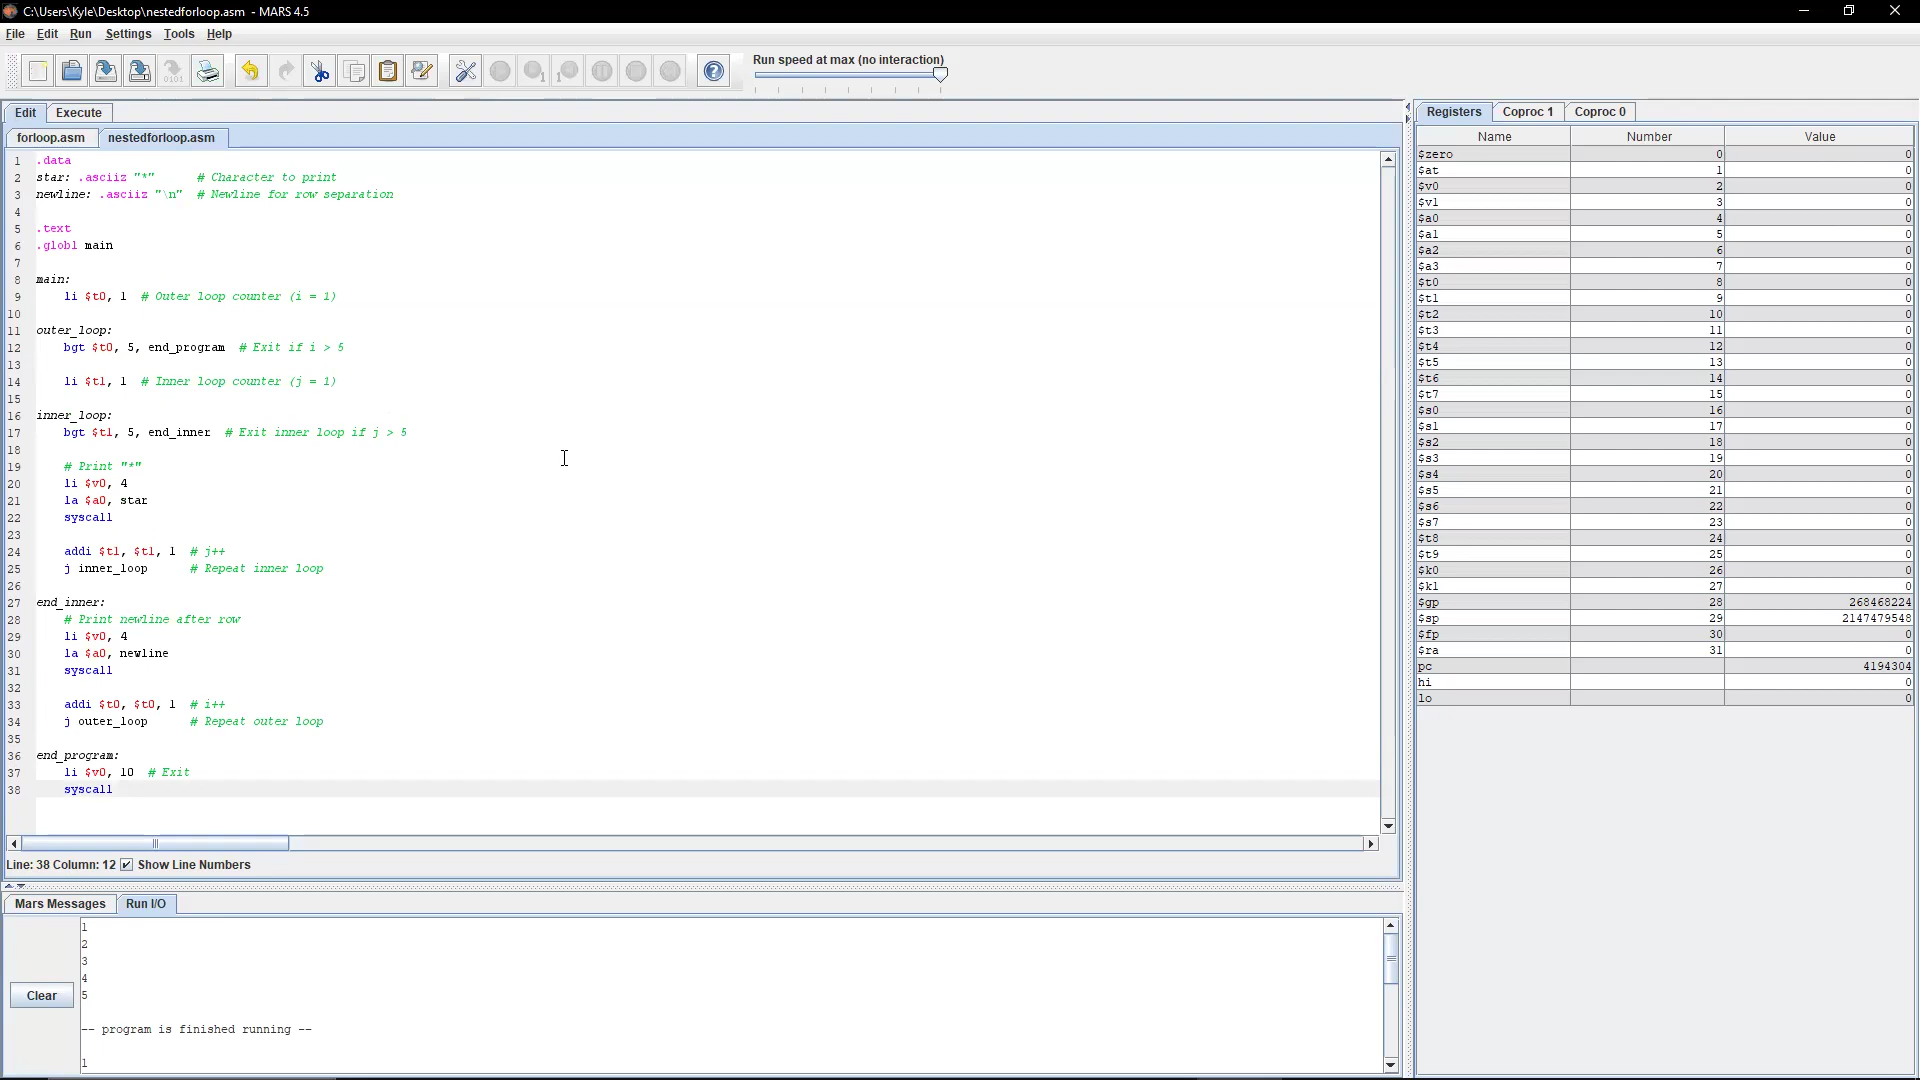 C:\Users\Kyle\Desktop\nestedforloop.asm - MARS 4.5
File Edit Run Settings Tools Help
Run speed at max (no interaction)
Edit Execute
forloop.asm nestedforloop.asm
1 .data
2 star: .asciiz "*" # Character to print
3 newline: .asciiz "\n" # Newline for row separation
4
5 .text
6 .globl main
7
8 main:
9 li $t0, 1 # Outer loop counter (i = 1)
10
11 outer_loop:
12 bgt $t0, 5, end_program # Exit if i > 5
13
14 li $t1, 1 # Inner loop counter (j = 1)
15
16 inner_loop:
17 bgt $t1, 5, end_inner # Exit inner loop if j > 5
18
19 # Print "*"
20 li $v0, 4
21 la $a0, star
22 syscall
23
24 addi $t1, $t1, 1 # j++
25 j inner_loop # Repeat inner loop
26
27 end_inner:
28 # Print newline after row
29 li $v0, 4
30 la $a0, newline
31 syscall
32
33 addi $t0, $t0, 1 # i++
34 j outer_loop # Repeat outer loop
35
36 end_program:
37 li $v0, 10 # Exit
38 syscall
Line: 38 Column: 12 Show Line Numbers
Mars Messages Run I/O
Clear
1
2
3
4
5
-- program is finished running --
1
Registers Coproc 1 Coproc 0
Name Number Value
$zero 0 0
$at 1 0
$v0 2 0
$v1 3 0
$a0 4 0
$a1 5 0
$a2 6 0
$a3 7 0
$t0 8 0
$t1 9 0
$t2 10 0
$t3 11 0
$t4 12 0
$t5 13 0
$t6 14 0
$t7 15 0
$s0 16 0
$s1 17 0
$s2 18 0
$s3 19 0
$s4 20 0
$s5 21 0
$s6 22 0
$s7 23 0
$t8 24 0
$t9 25 0
$k0 26 0
$k1 27 0
$gp 28 268468224
$sp 29 2147479548
$fp 30 0
$ra 31 0
pc 4194304
hi 0
lo 0